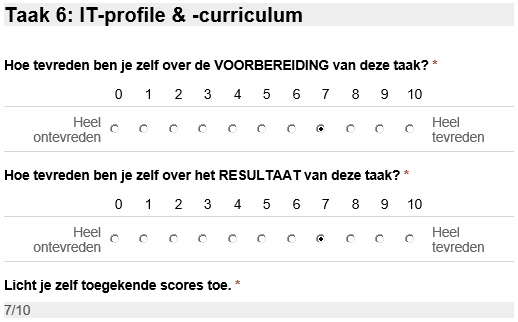 Taak 6: IT-profile & -curriculum
Hoe tevreden ben je zelf over de VOORBEREIDING van deze taak? *
0 1 2 3 4 5 6 7 8 9 10
Heel ontevreden
Heel tevreden
Hoe tevreden ben je zelf over het RESULTAAT van deze taak? *
0 1 2 3 4 5 6 7 8 9 10
Heel ontevreden
Heel tevreden
Licht je zelf toegekende scores toe. *
7/10